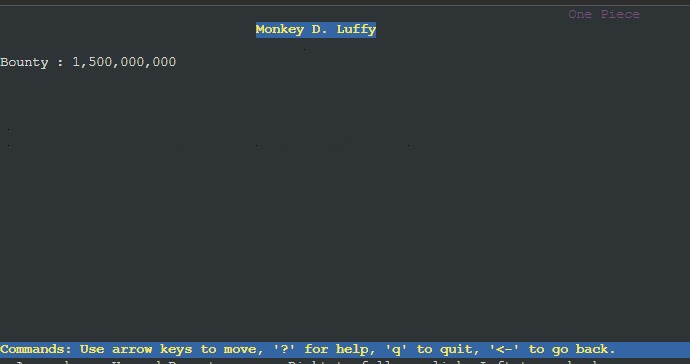 One Piece
Monkey D. Luffy
Bounty : 1,500,000,000
Commands: Use arrow keys to move, '?' for help, 'q' to quit, '<-' to go back.